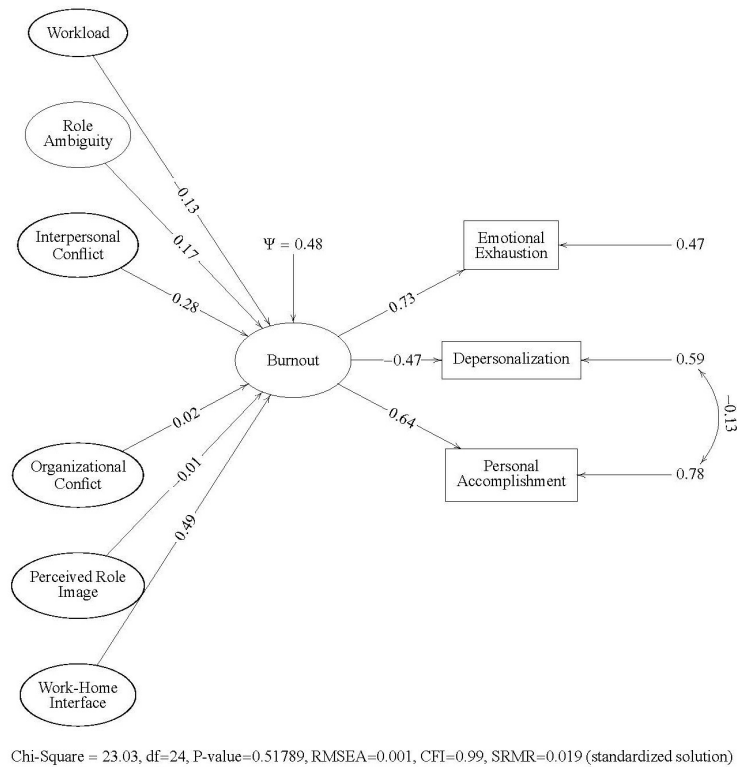 Workload
Role
Ambiguity
−0.13
Interpersonal
Conflict
0.17
Ψ = 0.48
Emotional
Exhaustion
0.47
0.28
0.73
Burnout
−0.47
Depersonalization
0.59
0.02
0.64
−0.13
Organizational
Confict
−0.01
Personal
Accomplishment
0.78
0.49
Perceived Role
Image
Work-Home
Interface
Chi-Square = 23.03, df=24, P-value=0.51789, RMSEA=0.001, CFI=0.99, SRMR=0.019 (standardized solution)